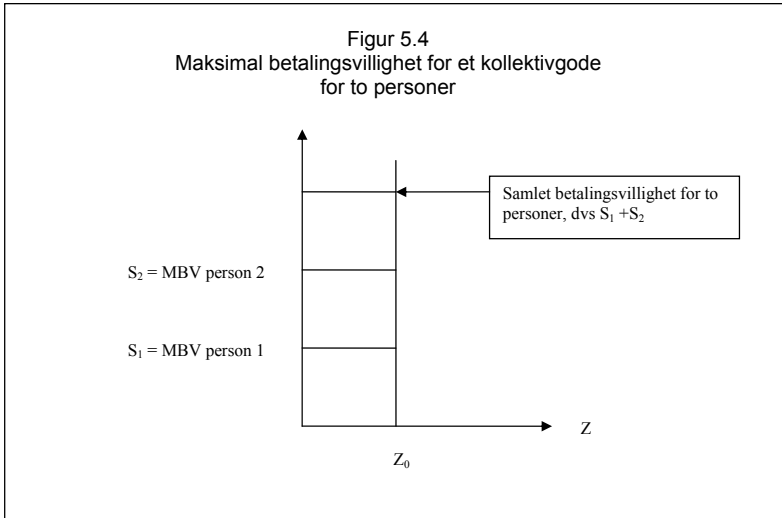 Figur 5.4
Maksimal betalingsvillighet for et kollektivgode
for to personer
Samlet betalingsvillighet for to
personer, dvs S₁ +S₂
S₂ = MBV person 2
S₁ = MBV person 1
Z
Z₀